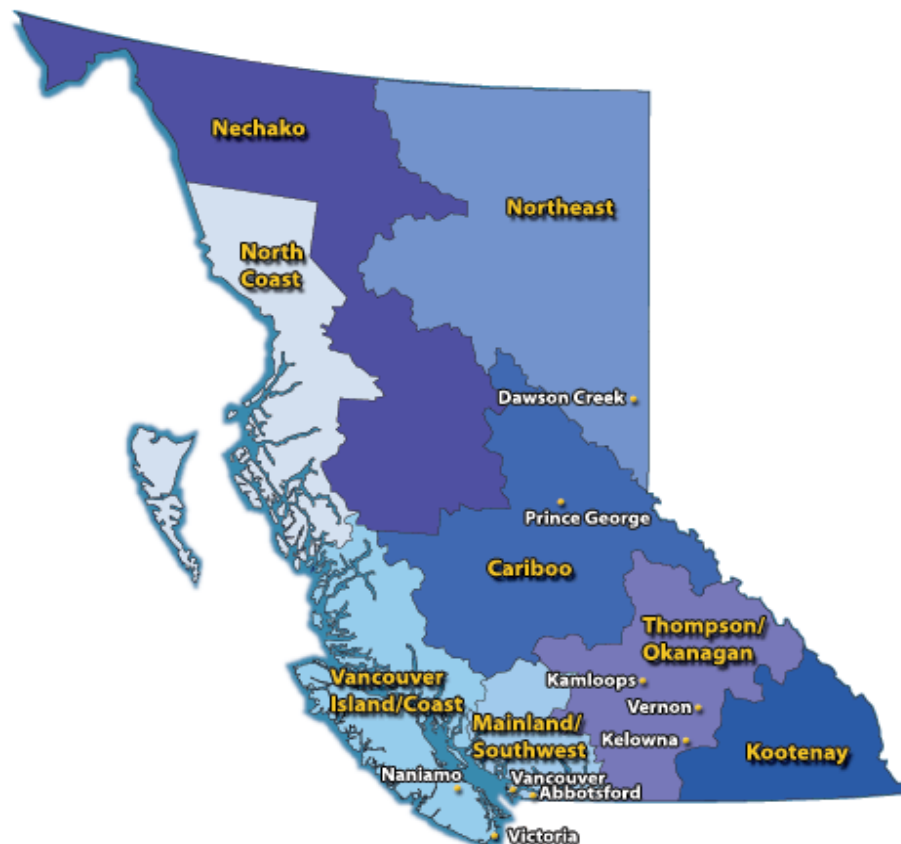 Nechako
Northeast
North
Coast
Dawson Creek
Prince George
Cariboo
Thompson/
Okanagan
Vancouver
Island/Coast
Kamloops
Vernon
Mainland/
Southwest
Kelowna
Kootenay
Naniamo
Vancouver
Abbotsford
Victoria